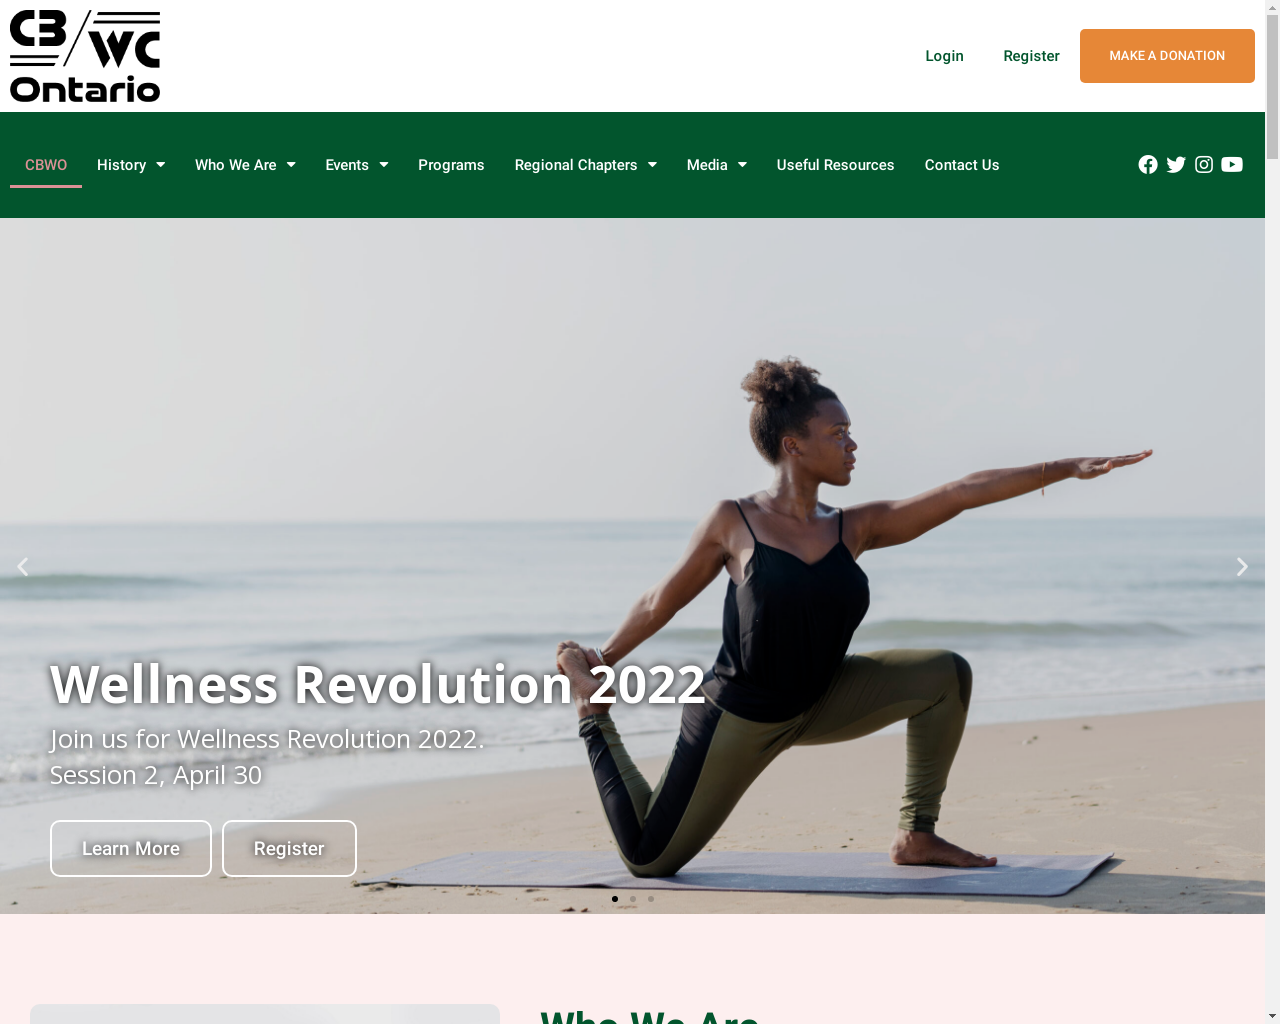 CB/WC
Ontario
Login
Register
MAKE A DONATION
CBWO
History
Who We Are
Events
Programs
Regional Chapters
Media
Useful Resources
Contact Us
Wellness Revolution 2022
Join us for Wellness Revolution 2022.
Session 2, April 30
Learn More
Register
Who We Are